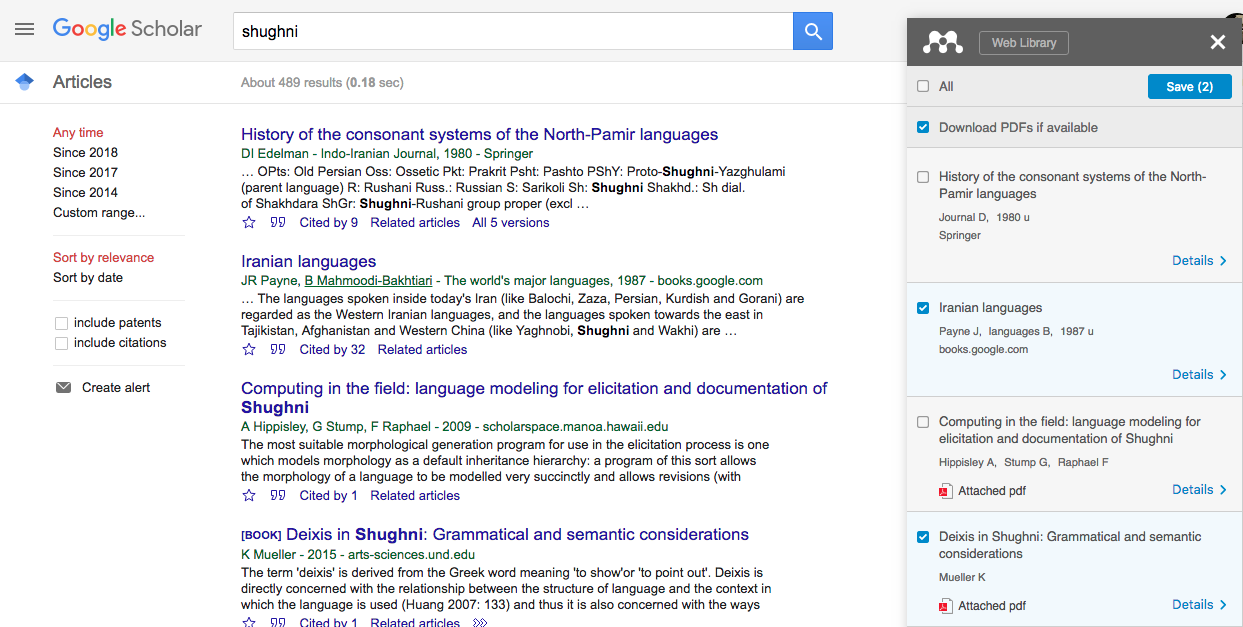 Google Scholar
shughni
Articles
About 489 results (0.18 sec)
Any time
Since 2018
Since 2017
Since 2014
Custom range...
Sort by relevance
Sort by date
include patents
include citations
Create alert
History of the consonant systems of the North-Pamir languages
DI Edelman - Indo-Iranian Journal, 1980 - Springer
... OPts: Old Persian Oss: Ossetic Pkt: Prakrit Psht: Pashto PShY: Proto-Shughni-Yazghulami
(parent language) R: Rushani Russ.: Russian S: Sarikoli Sh: Shughni Shakhd.: Sh dial.
of Shakhdara ShGr: Shughni-Rushani group proper (excl ...
Cited by 9 Related articles All 5 versions
Iranian languages
JR Payne, B Mahmoodi-Bakhtiari - The world's major languages, 1987 - books.google.com
... The languages spoken inside today's Iran (like Balochi, Zaza, Persian, Kurdish and Gorani) are
regarded as the Western Iranian languages, and the languages spoken towards the east in
Tajikistan, Afghanistan and Western China (like Yaghnobi, Shughni and Wakhi) are ...
Cited by 32 Related articles
Computing in the field: language modeling for elicitation and documentation of
Shughni
A Hippisley, G Stump, F Raphael - 2009 - scholarspace.manoa.hawaii.edu
The most suitable morphological generation program for use in the elicitation process is one
which models morphology as a default inheritance hierarchy: a program of this sort allows
the morphology of a language to be modelled very succinctly and allows revisions (with
Cited by 1 Related articles
[BOOK] Deixis in Shughni: Grammatical and semantic considerations
K Mueller - 2015 - arts-sciences.und.edu
The term 'deixis' is derived from the Greek word meaning 'to show'or 'to point out'. Deixis is
directly concerned with the relationship between the structure of language and the context in
which the language is used (Huang 2007: 133) and thus it is also concerned with the ways
Cited by 1 Related articles
Web Library
All
Save (2)
Download PDFs if available
History of the consonant systems of the North-
Pamir languages
Journal D, 1980 u
Springer
Details
Iranian languages
Payne J, languages B, 1987 u
books.google.com
Details
Computing in the field: language modeling for
elicitation and documentation of Shughni
Hippisley A, Stump G, Raphael F
Attached pdf
Details
Deixis in Shughni: Grammatical and semantic
considerations
Mueller K
Attached pdf
Details